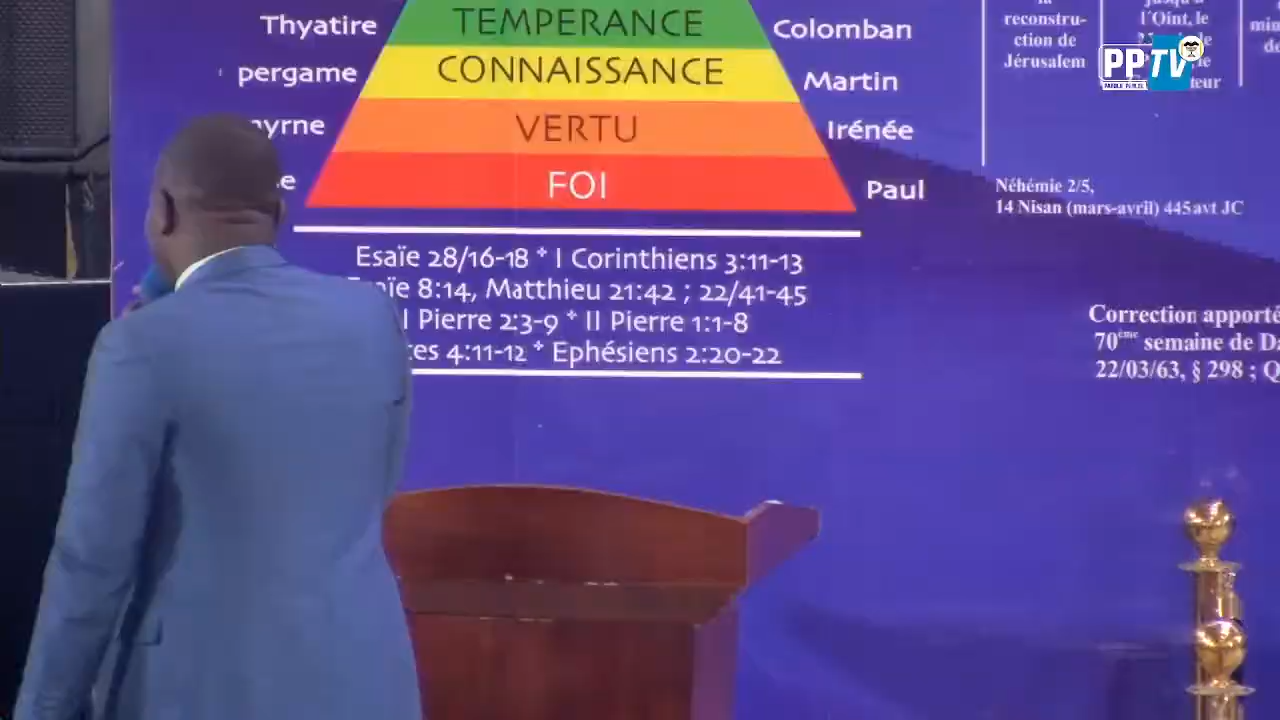 TEMPERANCE
CONNAISSANCE
VERTU
FOI
Thyatire
pergame
Colomban
Martin
Irénée
Paul
Esaïe 28/16-18 * I Corinthiens 3:11-13
8:14, Matthieu 21:42 ; 22/41-45
I Pierre 2:3-9 * II Pierre 1:1-8
4:11-12 * Ephésiens 2:20-22
reconstru-
ction de
Jérusalem
l'Oint, le
PPTV
Néhémie 2/5,
14 Nisan (mars-avril) 445avt JC
Correction apporté
70ème semaine de
22/03/63, § 298 ;